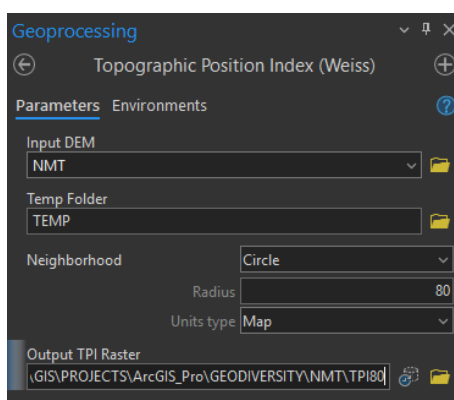 Geoprocessing
Topographic Position Index (Weiss)
Parameters Environments
Input DEM
NMT
Temp Folder
TEMP
Neighborhood Circle
Radius 80
Units type Map
Output TPI Raster
\GIS\PROJECTS\ArcGIS_Pro\GEODIVERSITY\NMT\TPI80